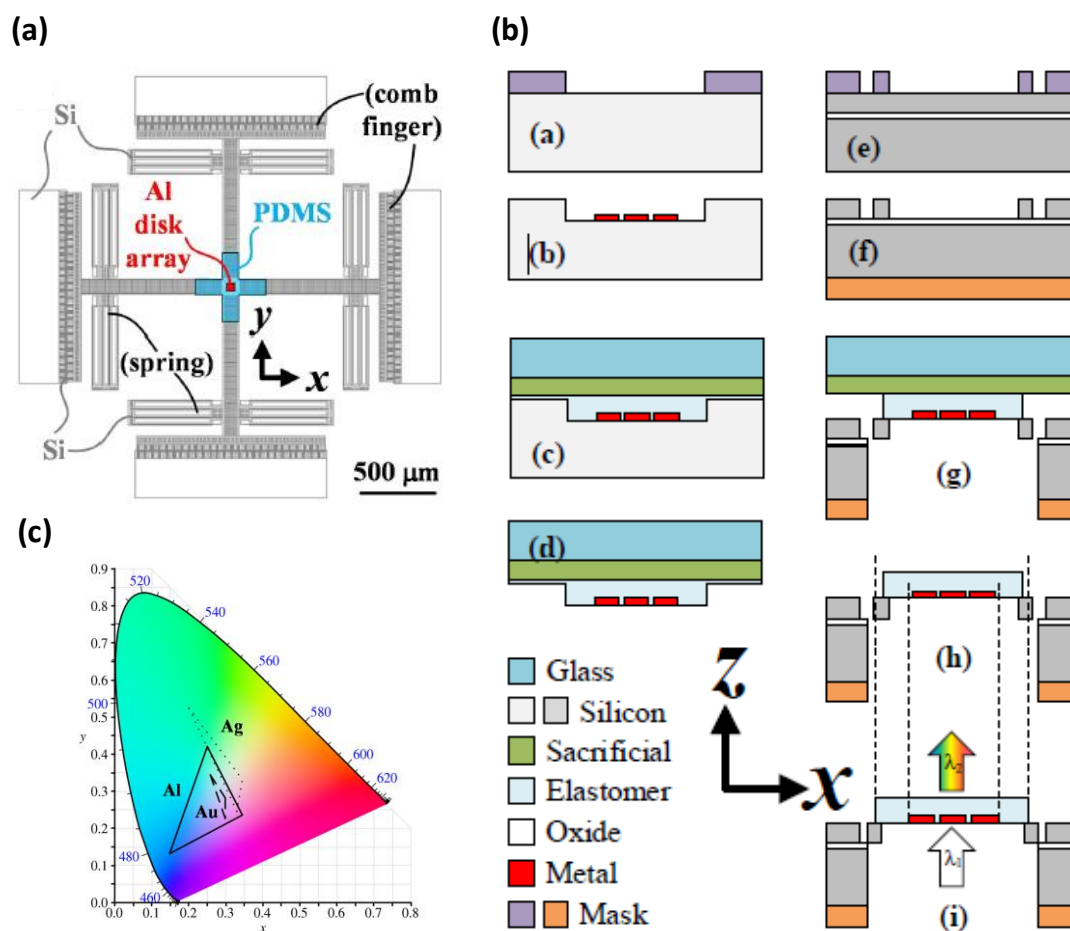 (a)
Si
(comb
finger)
Al
disk
array
PDMS
y
x
(spring)
Si
500 μm
(b)
(a)
(b)
(c)
(d)
(e)
(f)
(g)
(h)
(i)
λ₂
λ₁
Glass
Silicon
Sacrificial
Elastomer
Oxide
Metal
Mask
z
x
(c)
0.9
0.8
0.7
0.6
0.5
0.4
0.3
0.2
0.1
0.0
y
0.0 0.1 0.2 0.3 0.4 0.5 0.6 0.7 0.8
x
460
480
500
520
540
560
580
600
620
Ag
Al
Au